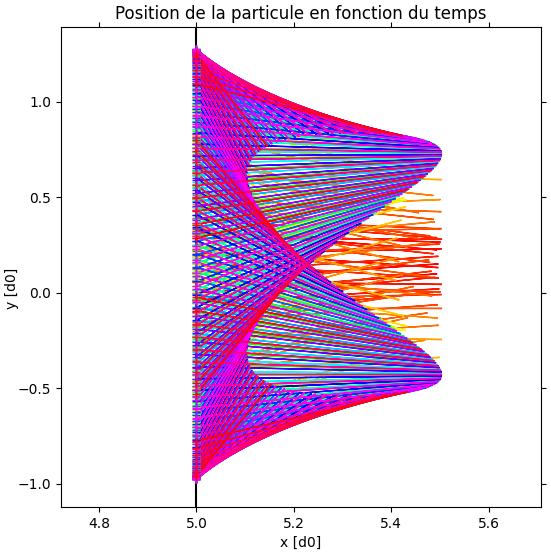 Position de la particule en fonction du temps
1.0
0.5
0.0
−0.5
−1.0
y [d0]
4.8 5.0 5.2 5.4 5.6
x [d0]